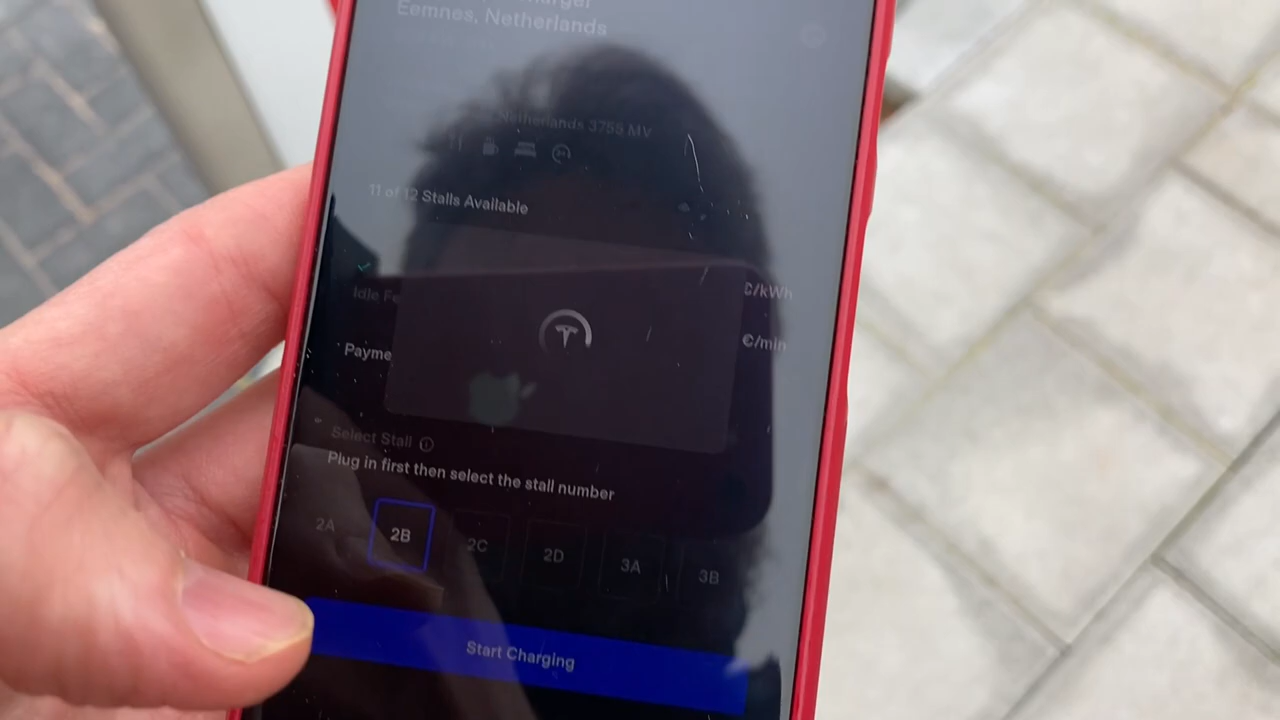 Eemnes, Netherlands
Netherlands 3755 MV
11 of 12 Stalls Available
Idle
€/kWh
€/min
Select Stall
Plug in first then select the stall number
2A 2B 2C 2D 3A 3B
Start Charging